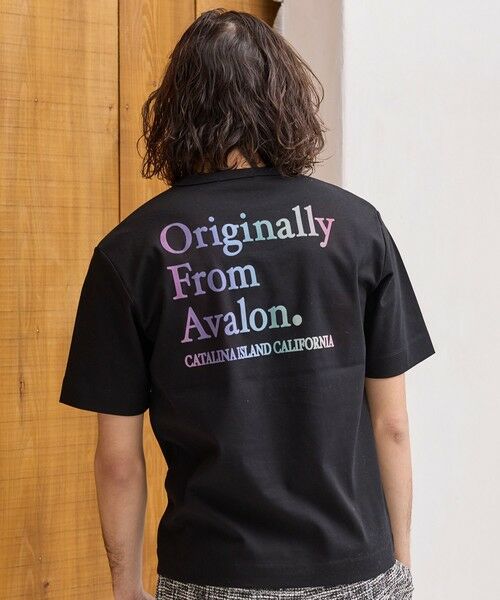 Originally
From
Avalon.
CATALINA ISLAND CALIFORNIA